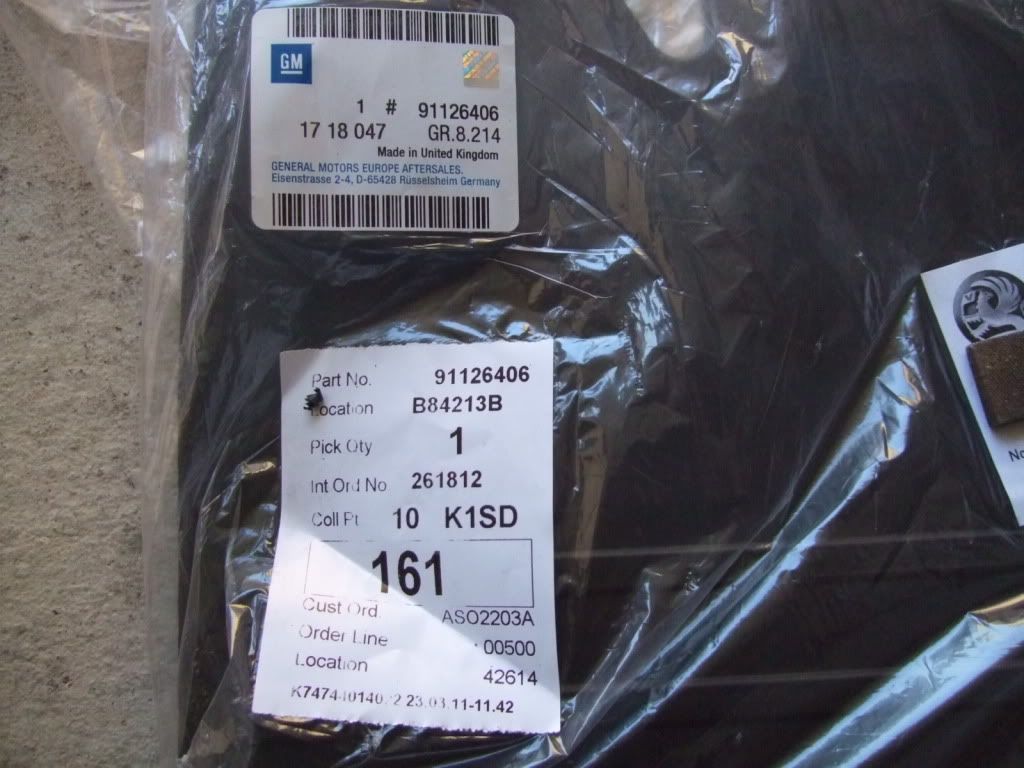 GM
1 # 91126406
17 18 047 GR.8.214
Made in United Kingdom
GENERAL MOTORS EUROPE AFTERSALES.
Eisenstrasse 2-4, D-65428 Rüsselsheim Germany
Part No. 91126406
Location B84213B
Pick Qty 1
Int Ord No 261812
Coll Pt 10 K1SD
161
Cust Ord. ASO2203A
Order Line 00500
Location 42614
23.03.11-11.42